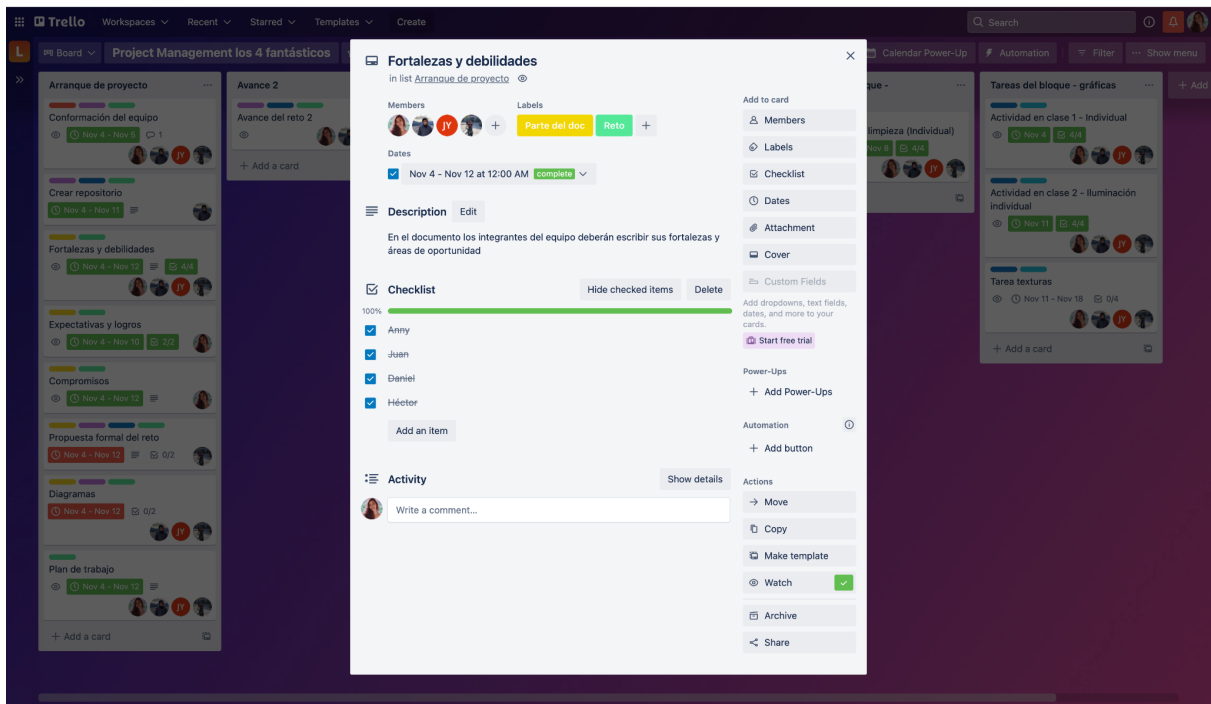 Trello
Workspaces
Recent
Starred
Templates
Create
Search
L
Board
Project Management los 4 fantásticos
Calendar Power-Up
Automation
Filter
Show menu
Arranque de proyecto
Conformación del equipo
Nov 4 - Nov 5
1
JY
Crear repositorio
Nov 4 - Nov 11
Fortalezas y debilidades
Nov 4 - Nov 12
4/4
JY
Expectativas y logros
Nov 4 - Nov 10
2/2
Compromisos
Nov 4 - Nov 12
Propuesta formal del reto
Nov 4 - Nov 12
0/2
Diagramas
Nov 4 - Nov 12
0/2
JY
Plan de trabajo
Nov 4 - Nov 12
JY
+ Add a card
Avance 2
Avance del reto 2
+ Add a card
Fortalezas y debilidades
in list Arranque de proyecto
Members
Labels
JY
+
Parte del doc
Reto
+
Dates
Nov 4 - Nov 12 at 12:00 AM complete
Description
Edit
En el documento los integrantes del equipo deberán escribir sus fortalezas y
áreas de oportunidad
Checklist
Hide checked items
Delete
100%
Anny
Juan
Daniel
Héctor
Add an item
Activity
Show details
Write a comment...
Add to card
Members
Labels
Checklist
Dates
Attachment
Cover
Custom Fields
Add dropdowns, text fields,
dates, and more to your
cards.
Start free trial
Power-Ups
+ Add Power-Ups
Automation
+ Add button
Actions
Move
Copy
Make template
Watch
Archive
Share
que -
limpieza (Individual)
Nov 8
4/4
JY
Tareas del bloque - gráficas
Actividad en clase 1 - Individual
Nov 4
4/4
JY
Actividad en clase 2 - Iluminación
individual
Nov 11
4/4
JY
Tarea texturas
Nov 11 - Nov 18
0/4
JY
+ Add a card
+ Add